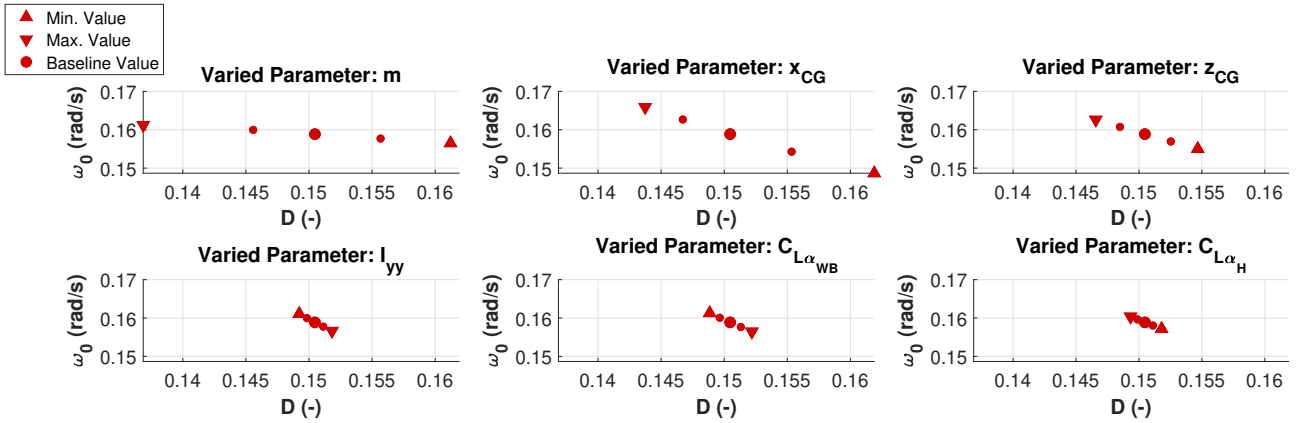 Min. Value
Max. Value
Baseline Value
Varied Parameter: m
0.17
0.16
0.15
ω0 (rad/s)
0.14
0.145
0.15
0.155
0.16
D (-)
Varied Parameter: xCG
0.17
0.16
0.15
ω0 (rad/s)
0.14
0.145
0.15
0.155
0.16
D (-)
Varied Parameter: zCG
0.17
0.16
0.15
ω0 (rad/s)
0.14
0.145
0.15
0.155
0.16
D (-)
Varied Parameter: Iyy
0.17
0.16
0.15
ω0 (rad/s)
0.14
0.145
0.15
0.155
0.16
D (-)
Varied Parameter: CLαWB
0.17
0.16
0.15
ω0 (rad/s)
0.14
0.145
0.15
0.155
0.16
D (-)
Varied Parameter: CLαH
0.17
0.16
0.15
ω0 (rad/s)
0.14
0.145
0.15
0.155
0.16
D (-)